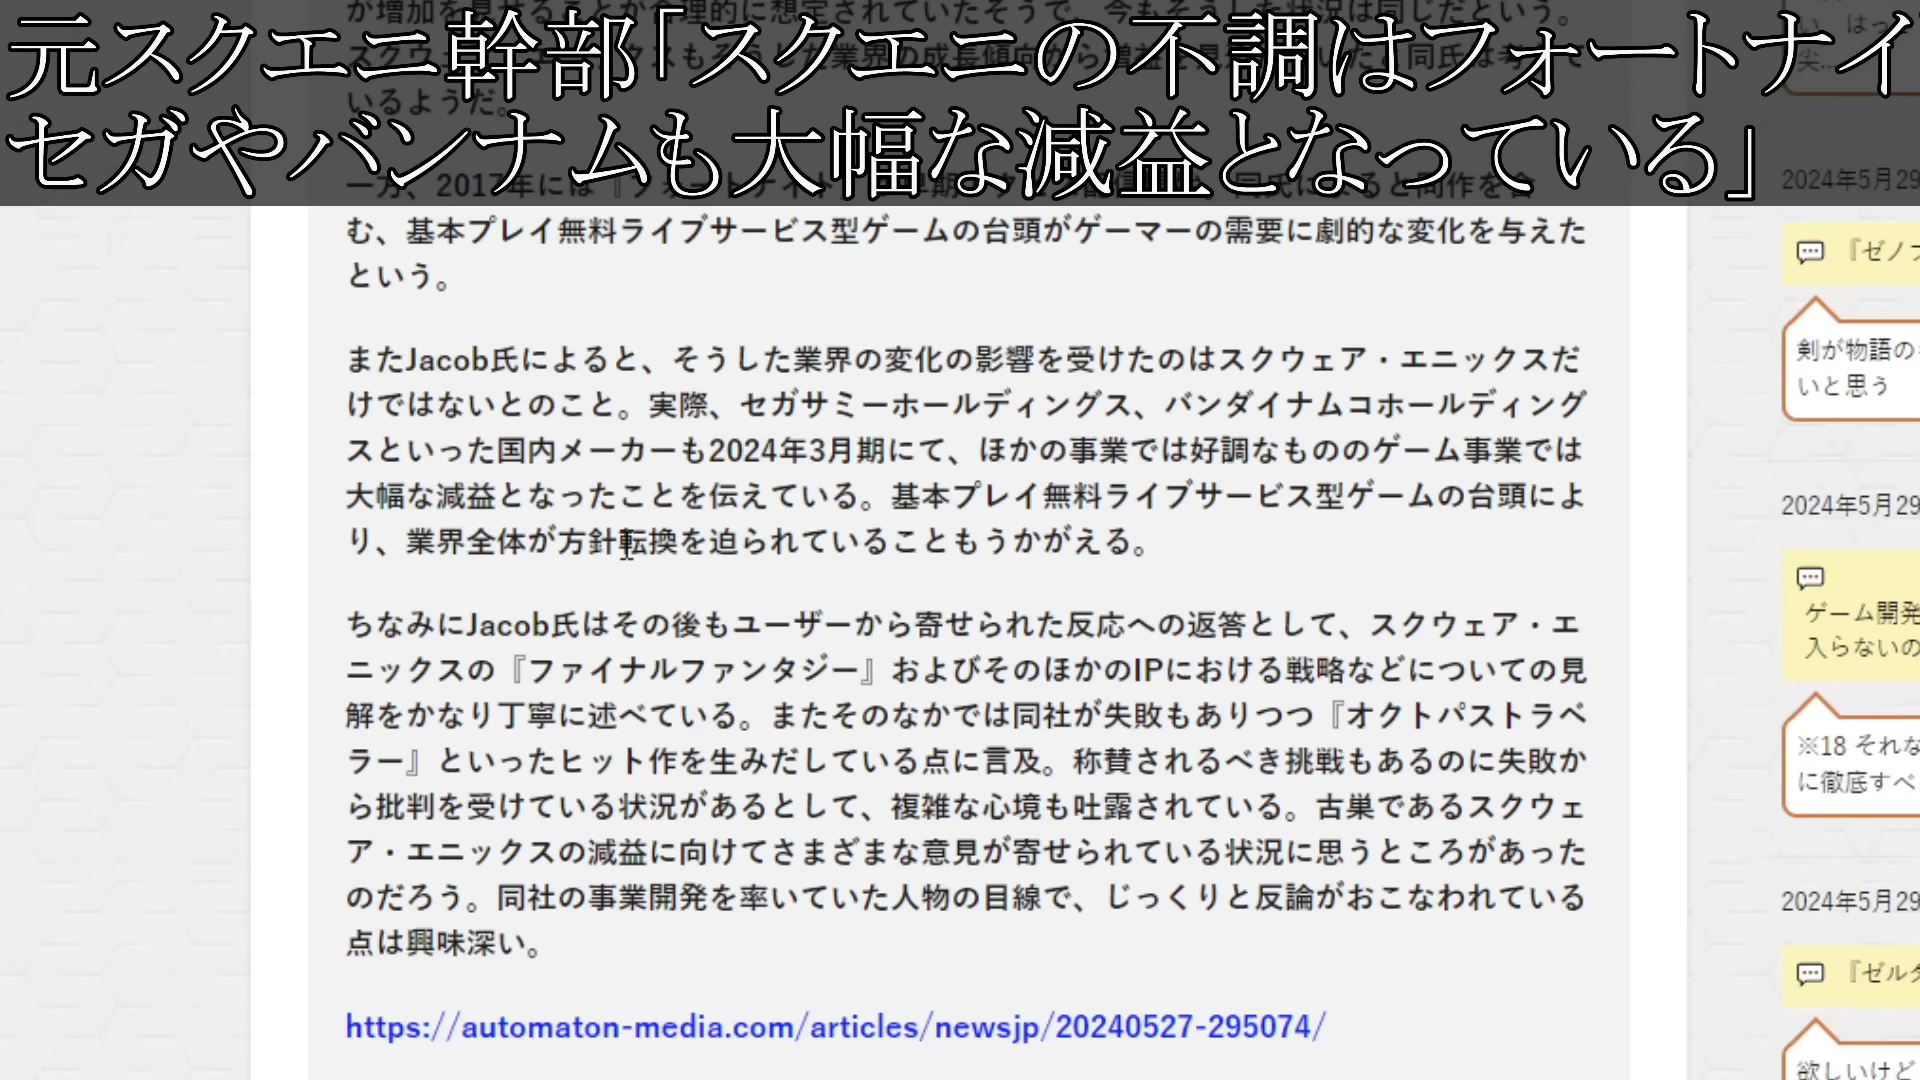 元スクエニ幹部「スクエニの不調はフォートナイ
セガやバンナムも大幅な減益となっている」
いるようだ。
む、基本プレイ無料ライブサービス型ゲームの台頭がゲーマーの需要に劇的な変化を与えた
という。
またJacob氏によると、そうした業界の変化の影響を受けたのはスクウェア・エニックスだ
けではないとのこと。実際、セガサミーホールディングス、バンダイナムコホールディング
スといった国内メーカーも2024年3月期にて、ほかの事業では好調なもののゲーム事業では
大幅な減益となったことを伝えている。基本プレイ無料ライブサービス型ゲームの台頭によ
り、業界全体が方針転換を迫られていることもうかがえる。
ちなみにJacob氏はその後もユーザーから寄せられた反応への返答として、スクウェア・エ
ニックスの『ファイナルファンタジー』およびそのほかのIPにおける戦略などについての見
解をかなり丁寧に述べている。またそのなかでは同社が失敗もありつつ『オクトパストラベ
ラー』といったヒット作を生みだしている点に言及。称賛されるべき挑戦もあるのに失敗か
ら批判を受けている状況があるとして、複雑な心境も吐露されている。古巣であるスクウェ
ア・エニックスの減益に向けてさまざまな意見が寄せられている状況に思うところがあった
のだろう。同社の事業開発を率いていた人物の目線で、じっくりと反論がおこなわれている
点は興味深い。
https://automaton-media.com/articles/newsjp/20240527-295074/
2024年5月29
『ゼノブ
剣が物語の
いと思う
2024年5月29
ゲーム開発
入らないの
※18 それな
に徹底すべ
2024年5月29
『ゼルダ
欲しいけど